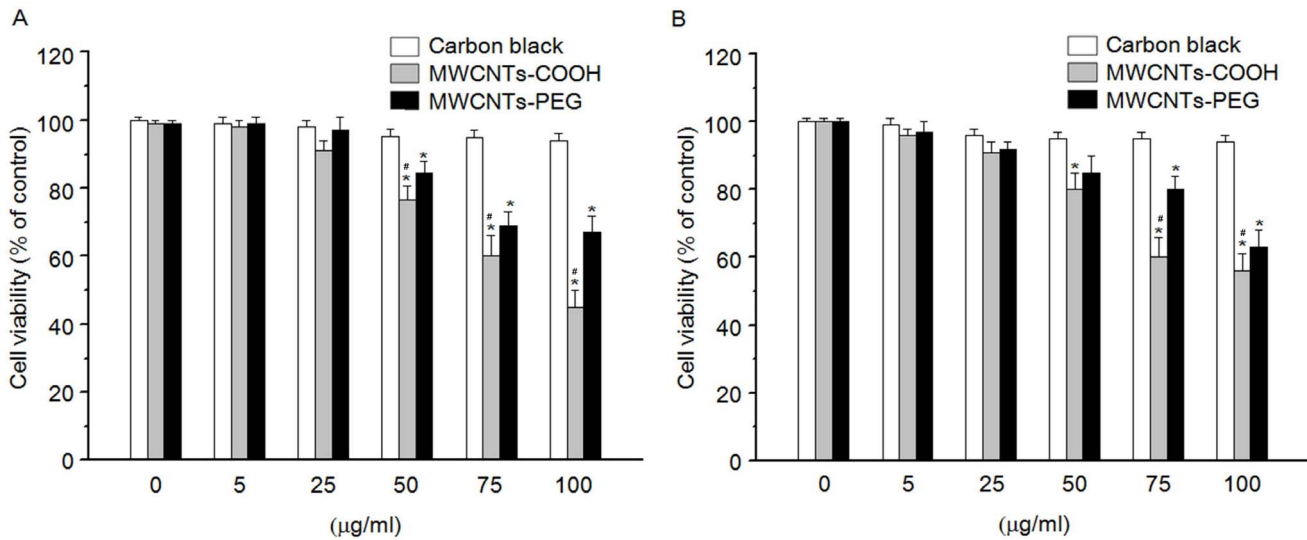 A
Cell viability (% of control)
120
100
80
60
40
20
0
Carbon black
MWCNTs-COOH
MWCNTs-PEG
#
*
*
#
*
*
#
*
*
0 5 25 50 75 100
(μg/ml)
B
Cell viability (% of control)
120
100
80
60
40
20
0
Carbon black
MWCNTs-COOH
MWCNTs-PEG
*
#
*
*
#
*
*
0 5 25 50 75 100
(μg/ml)